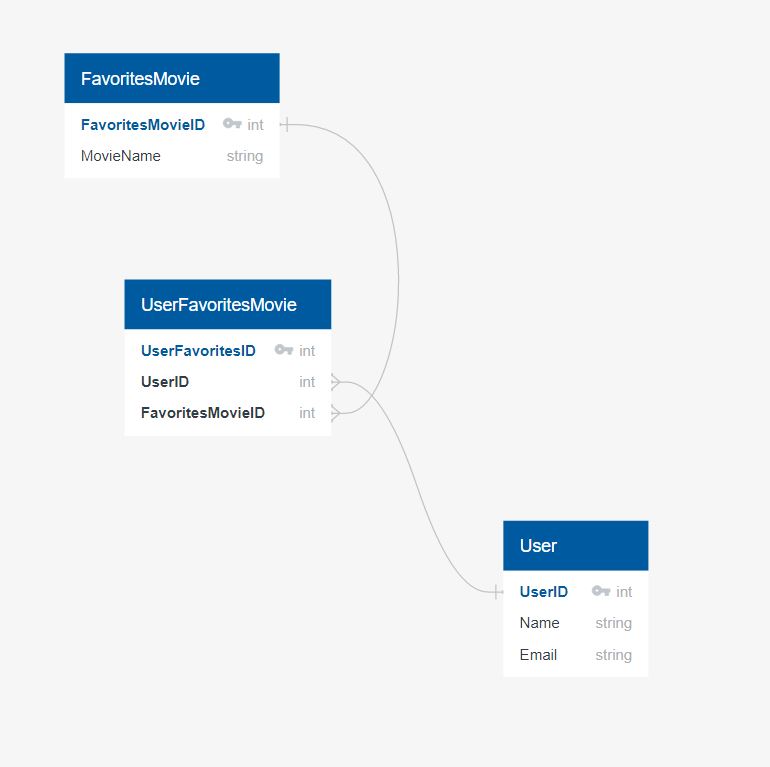 FavoritesMovie
FavoritesMovieID int
MovieName string
UserFavoritesMovie
UserFavoritesID int
UserID int
FavoritesMovieID int
User
UserID int
Name string
Email string